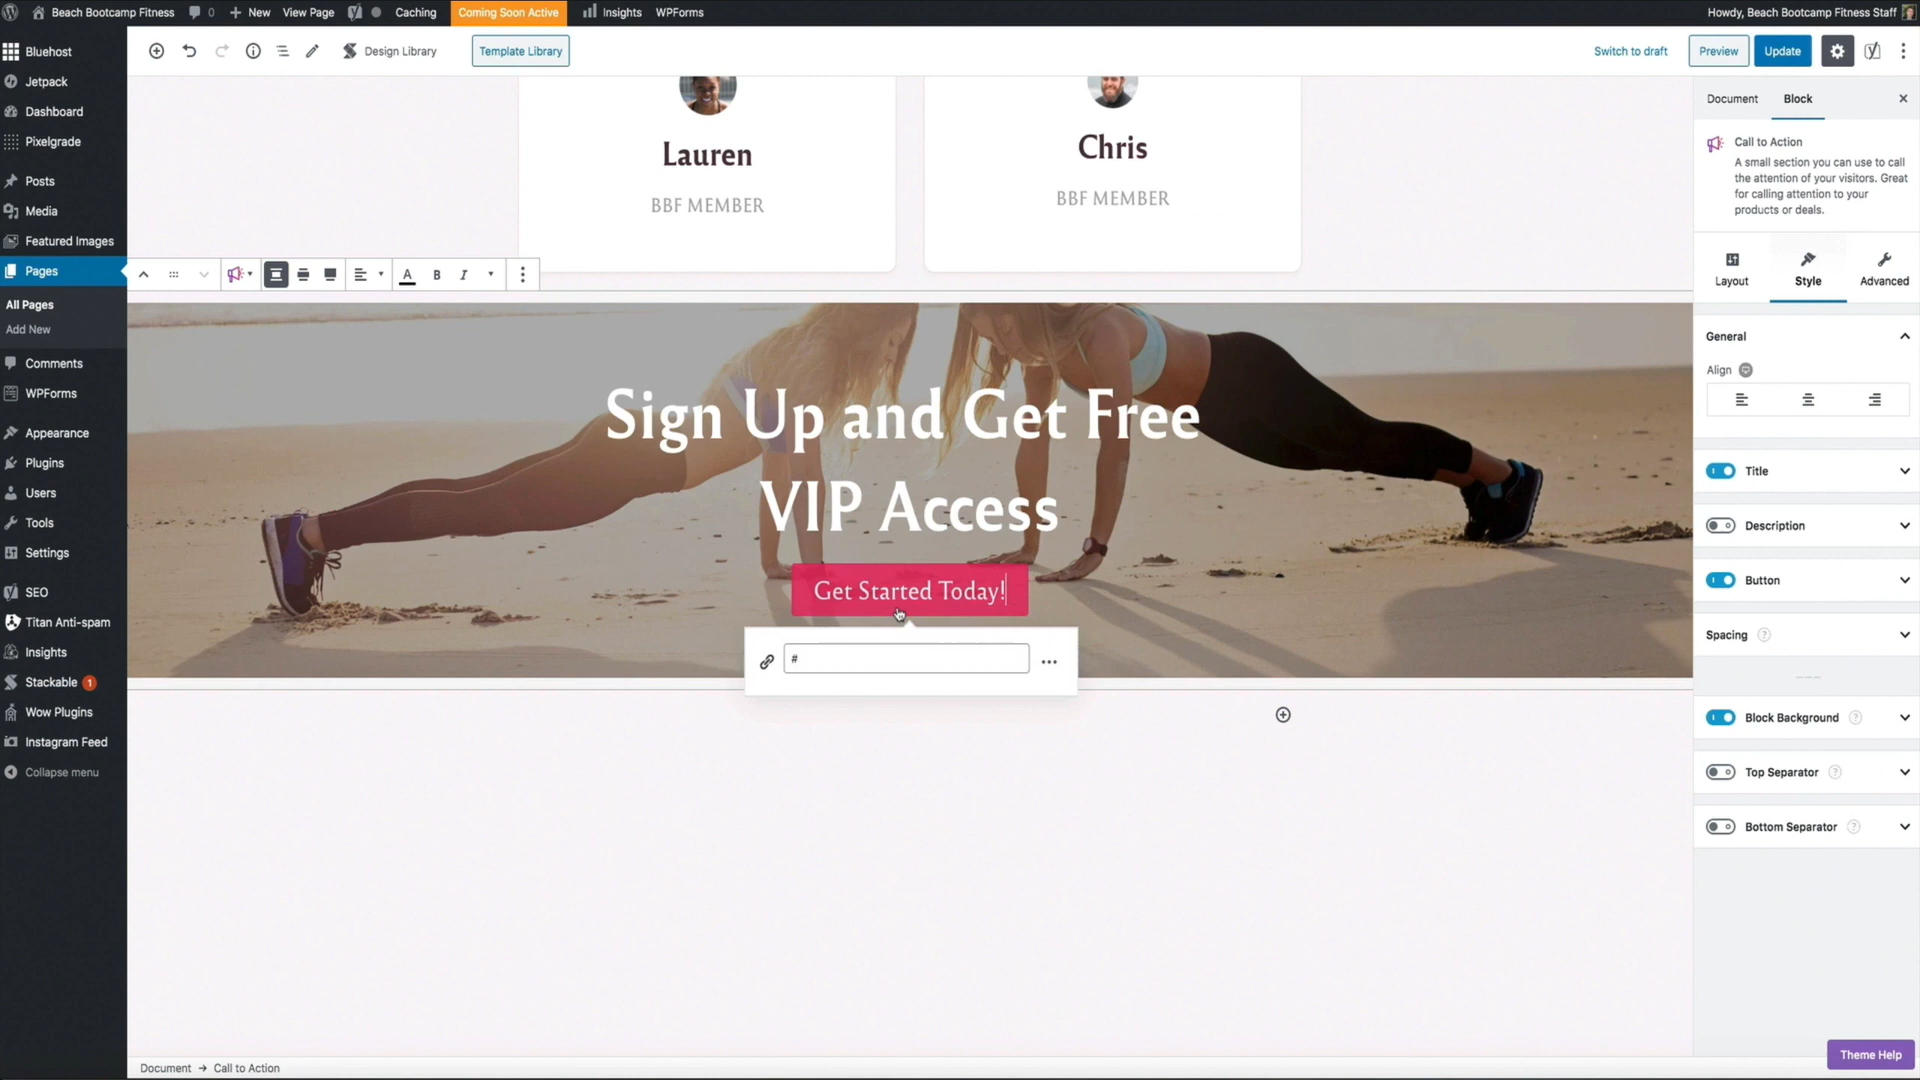 Beach Bootcamp Fitness 0 New View Page Caching Coming Soon Active Insights WPForms Howdy, Beach Bootcamp Fitness Staff
Bluehost
Jetpack
Dashboard
Pixelgrade
Posts
Media
Featured Images
Pages
All Pages
Add New
Comments
WPForms
Appearance
Plugins
Users
Tools
Settings
SEO
Titan Anti-spam
Insights
Stackable 1
Wow Plugins
Instagram Feed
Collapse menu
Design Library Template Library Switch to draft Preview Update
Lauren
BBF MEMBER
Chris
BBF MEMBER
A B I
Sign Up and Get Free
VIP Access
Get Started Today!
#
Document → Call to Action
Document Block
Call to Action
A small section you can use to call
the attention of your visitors. Great
for calling attention to your
products or deals.
Layout Style Advanced
General
Align
Title
Description
Button
Spacing ?
Block Background ?
Top Separator ?
Bottom Separator ?
Theme Help